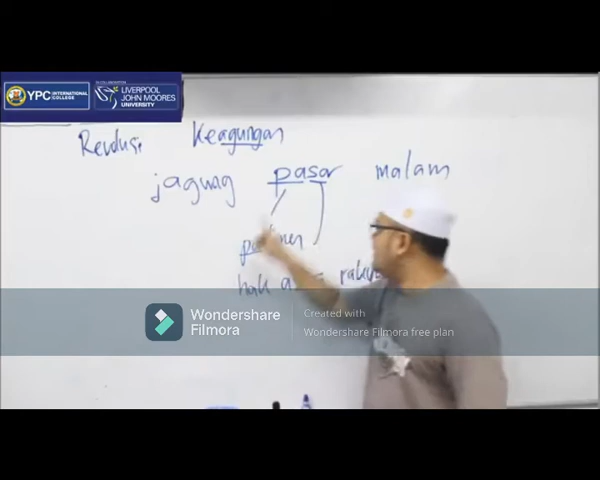 YPC INTERNATIONAL COLLEGE
LIVERPOOL JOHN MOORES UNIVERSITY
Revolusi Keagungan
jagung pasar malam
hak
Wondershare Filmora
Created with
Wondershare Filmora free plan